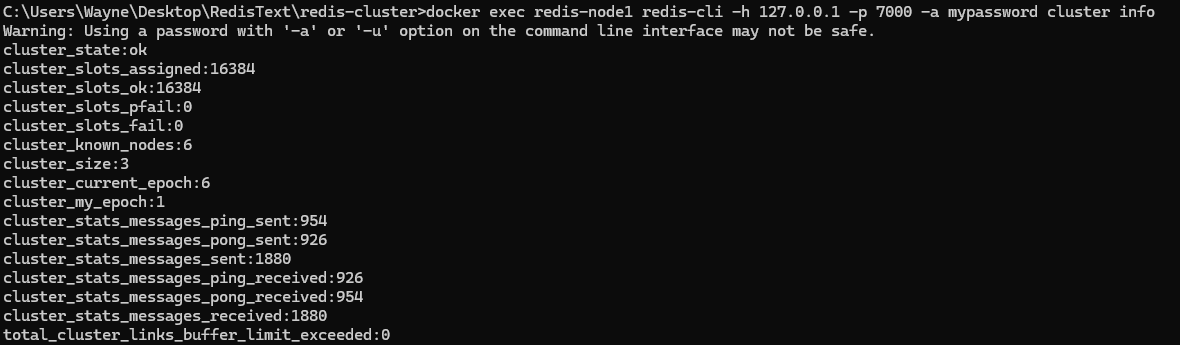 C:\Users\Wayne\Desktop\RedisText\redis-cluster>docker exec redis-node1 redis-cli -h 127.0.0.1 -p 7000 -a mypassword cluster info
Warning: Using a password with '-a' or '-u' option on the command line interface may not be safe.
cluster_state:ok
cluster_slots_assigned:16384
cluster_slots_ok:16384
cluster_slots_pfail:0
cluster_slots_fail:0
cluster_known_nodes:6
cluster_size:3
cluster_current_epoch:6
cluster_my_epoch:1
cluster_stats_messages_ping_sent:954
cluster_stats_messages_pong_sent:926
cluster_stats_messages_sent:1880
cluster_stats_messages_ping_received:926
cluster_stats_messages_pong_received:954
cluster_stats_messages_received:1880
total_cluster_links_buffer_limit_exceeded:0